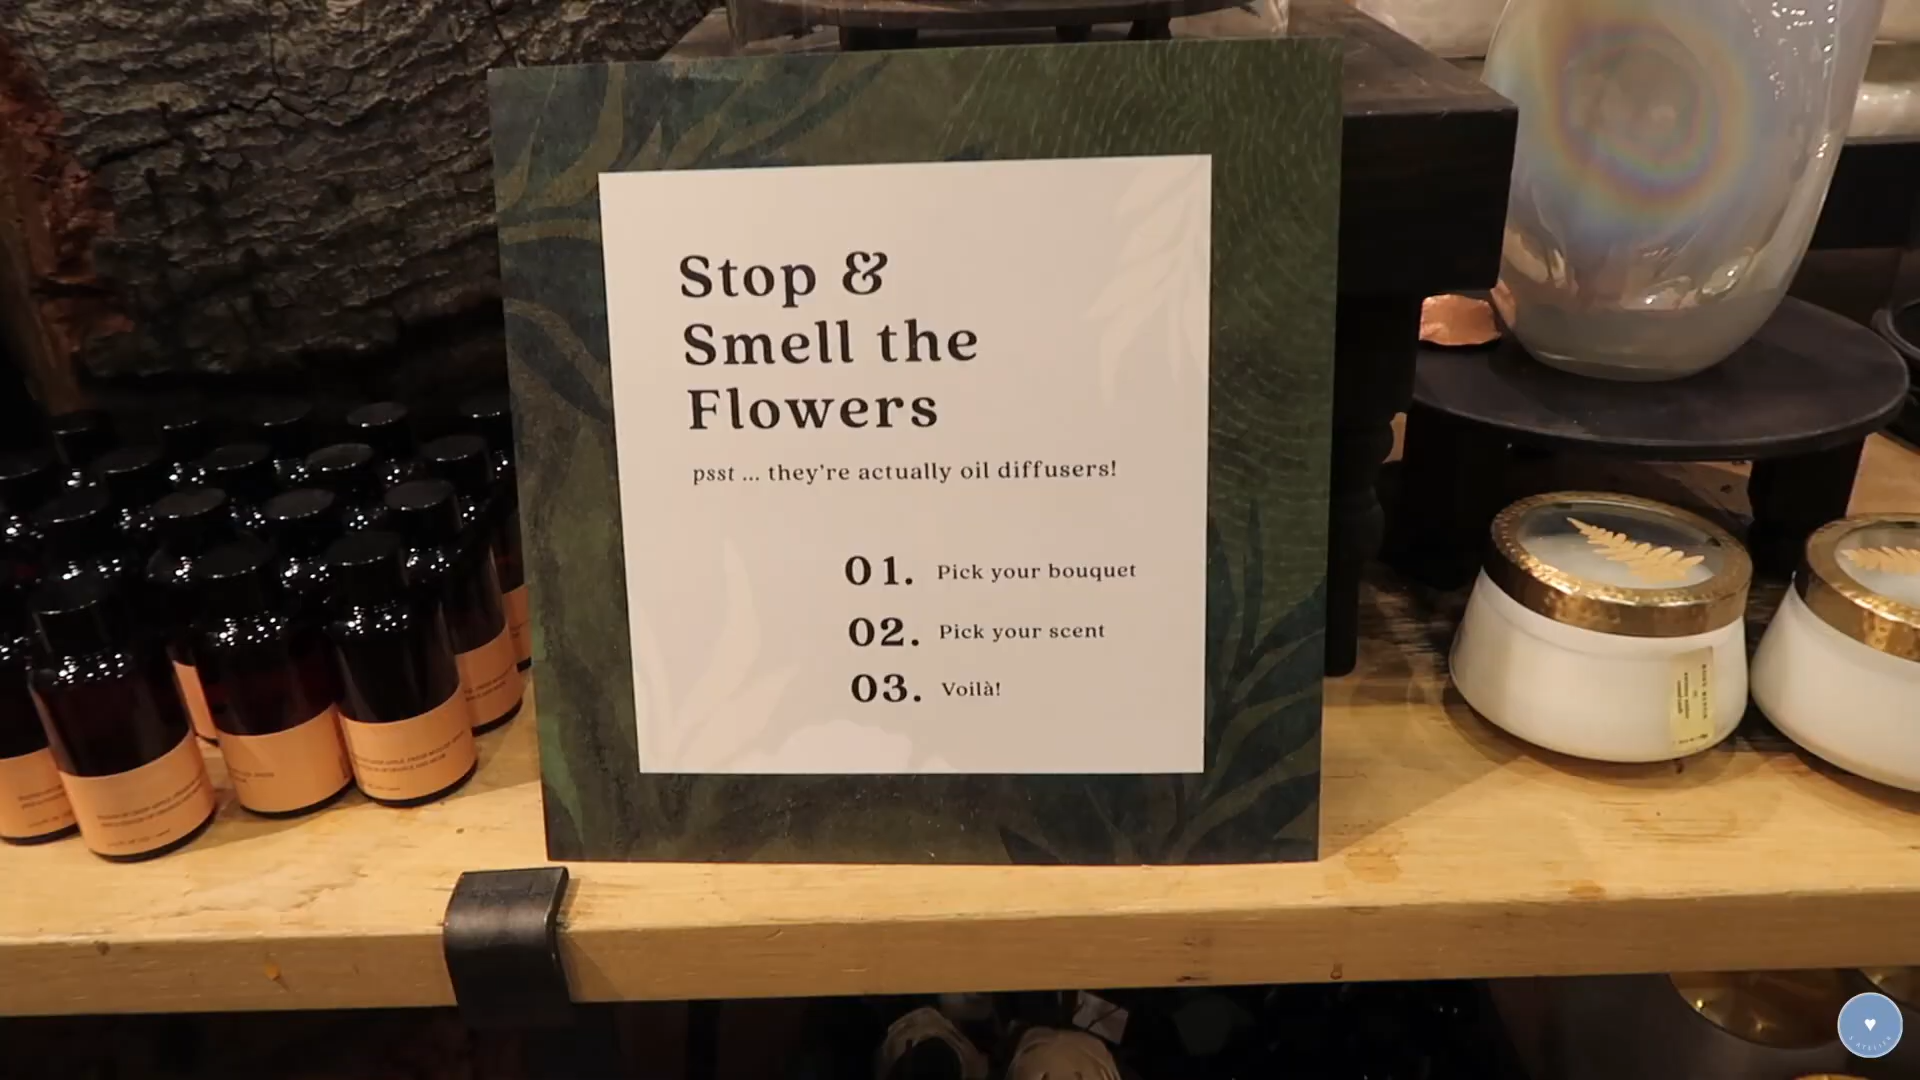 Stop &
Smell the
Flowers
psst ... they're actually oil diffusers!
01. Pick your bouquet
02. Pick your scent
03. Voilà!